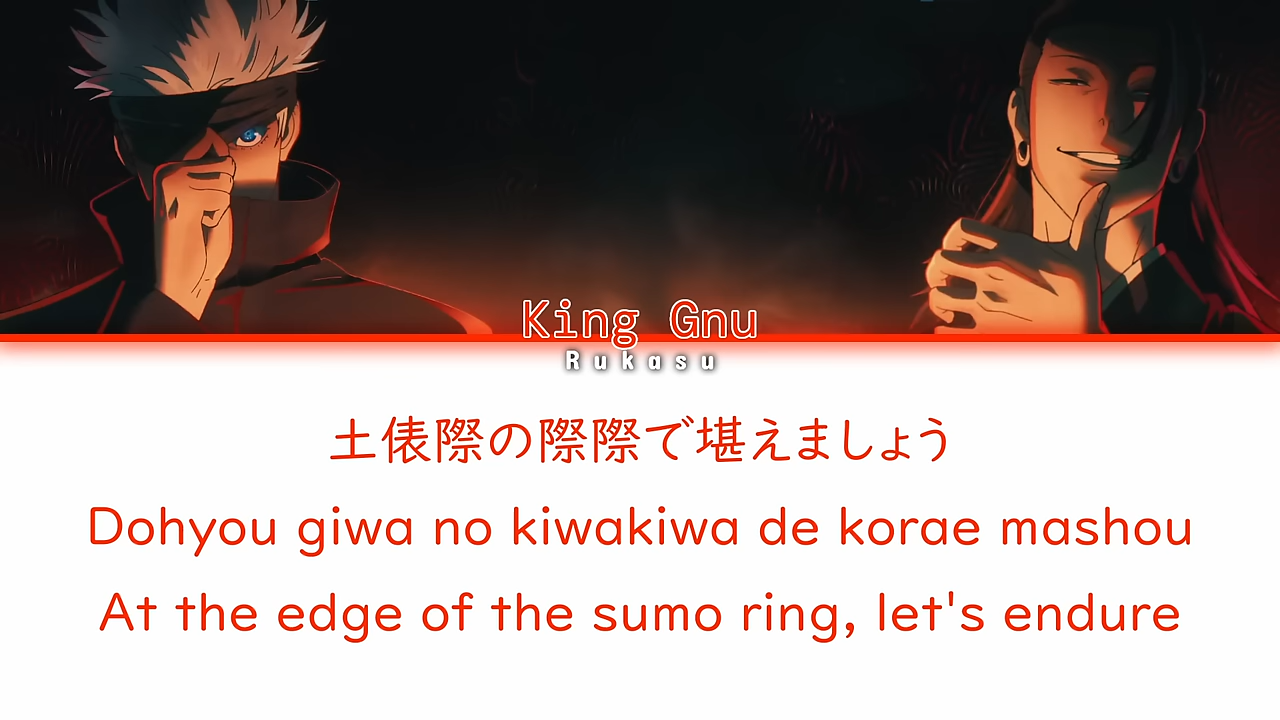 King Gnu
Rukasu
土俵際の際際で堪えましょう
Dohyou giwa no kiwakiwa de korae mashou
At the edge of the sumo ring, let's endure